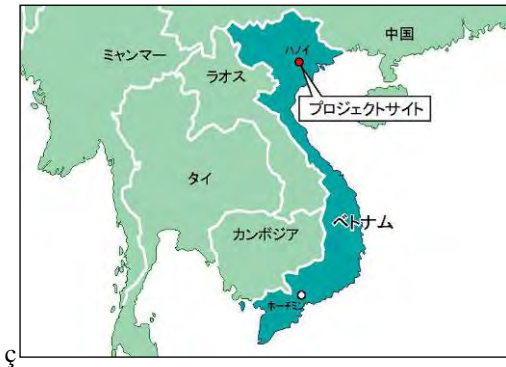 中国
ハノイ
ミャンマー
ラオス
プロジェクトサイト
タイ
ベトナム
カンボジア
ホーチミン
ç